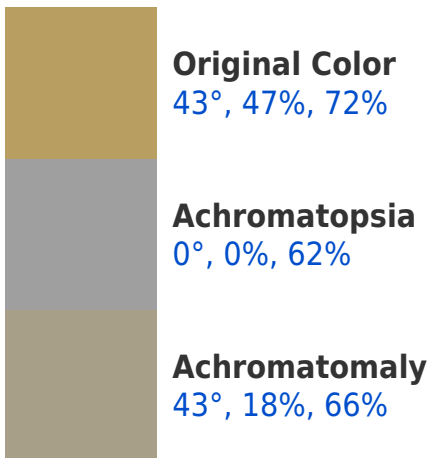 Original Color
43°, 47%, 72%
Achromatopsia
0°, 0%, 62%
Achromatomaly
43°, 18%, 66%